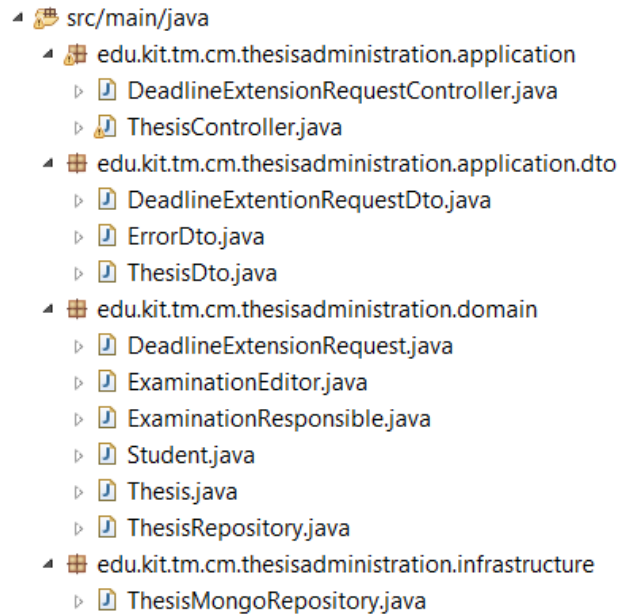 src/main/java
edu.kit.tm.cm.thesisadministration.application
DeadlineExtensionRequestController.java
ThesisController.java
edu.kit.tm.cm.thesisadministration.application.dto
DeadlineExtentionRequestDto.java
ErrorDto.java
ThesisDto.java
edu.kit.tm.cm.thesisadministration.domain
DeadlineExtensionRequest.java
ExaminationEditor.java
ExaminationResponsible.java
Student.java
Thesis.java
ThesisRepository.java
edu.kit.tm.cm.thesisadministration.infrastructure
ThesisMongoRepository.java